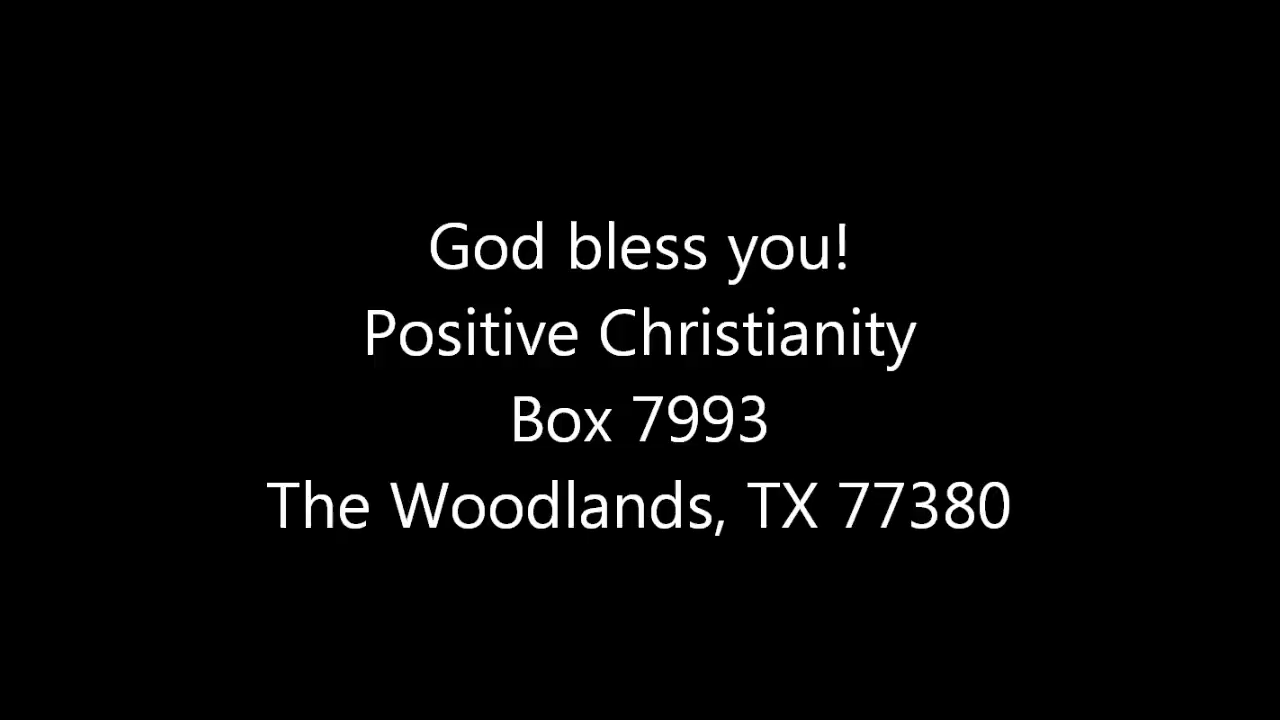 God bless you!
Positive Christianity
Box 7993
The Woodlands, TX 77380